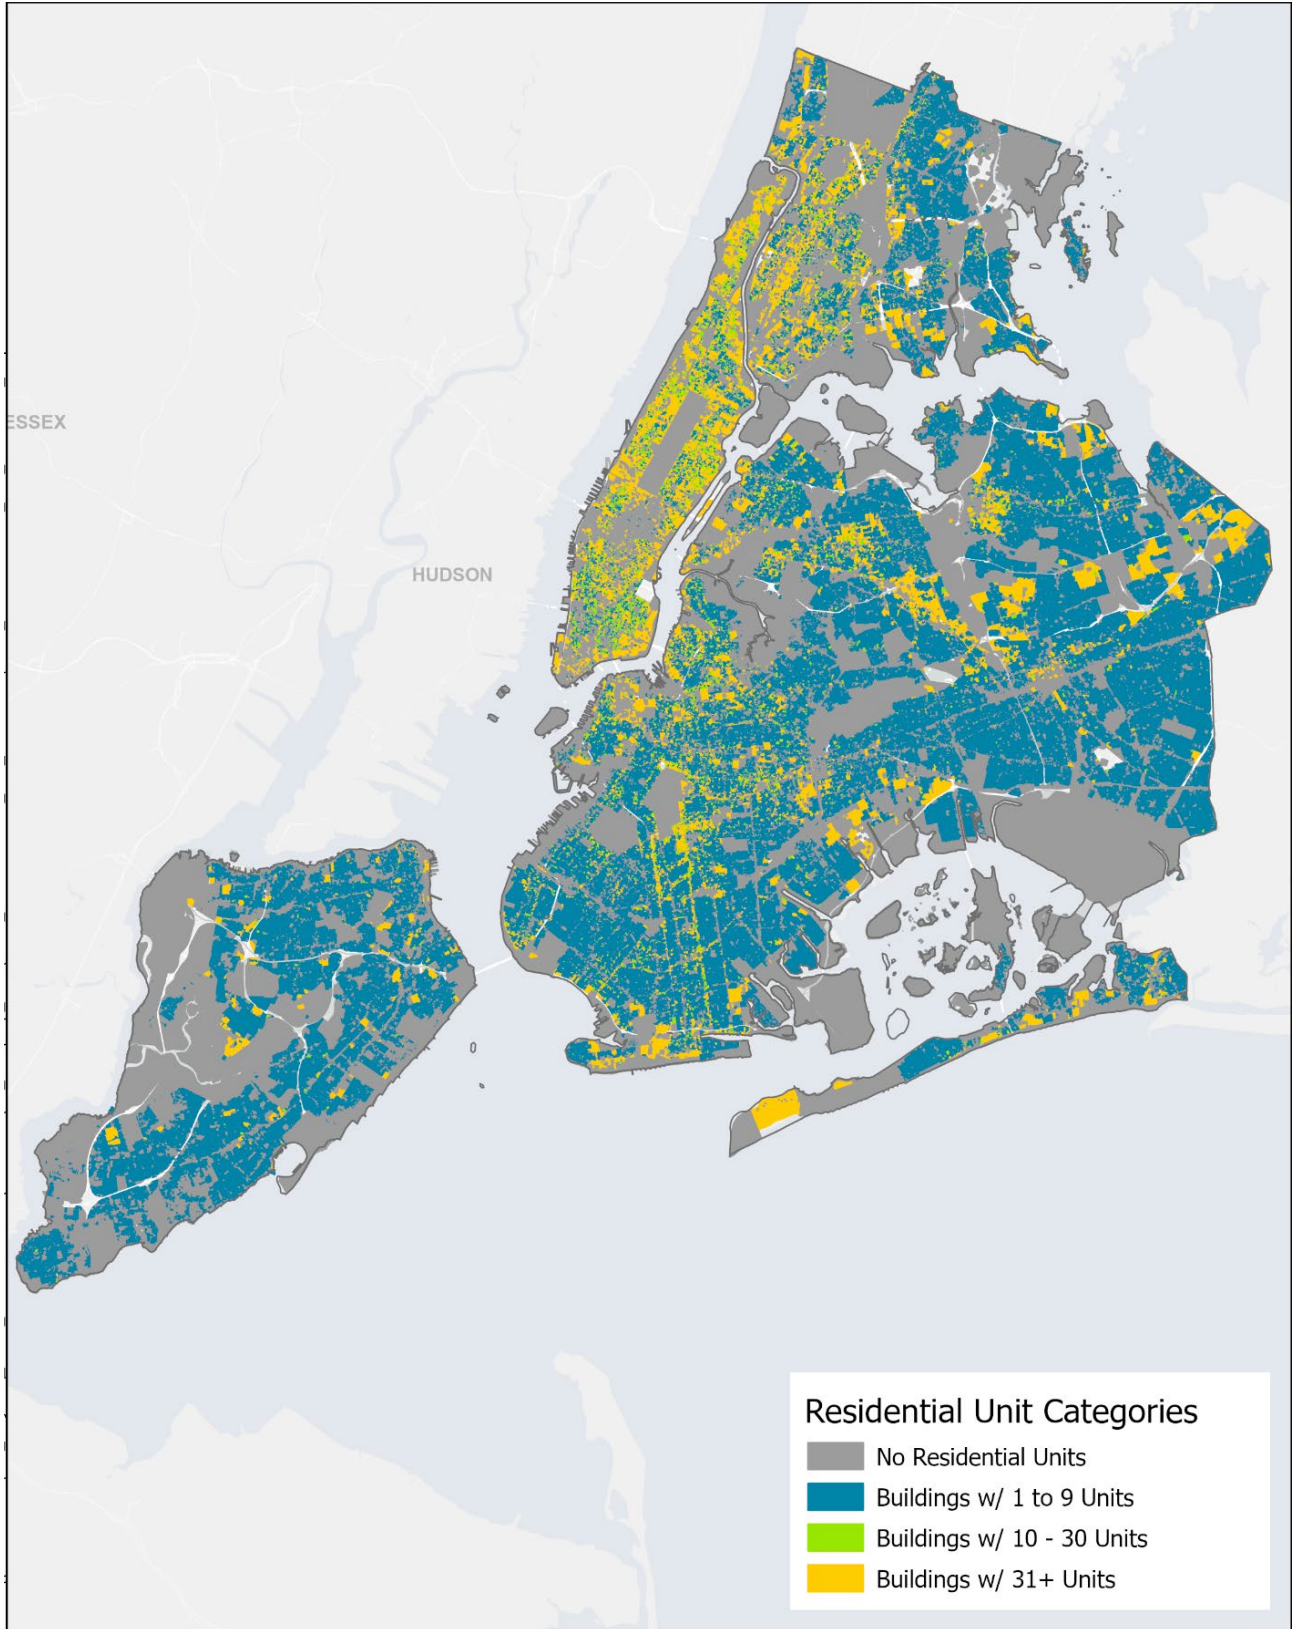 ESSEX
HUDSON
Residential Unit Categories
No Residential Units
Buildings w/ 1 to 9 Units
Buildings w/ 10 - 30 Units
Buildings w/ 31+ Units